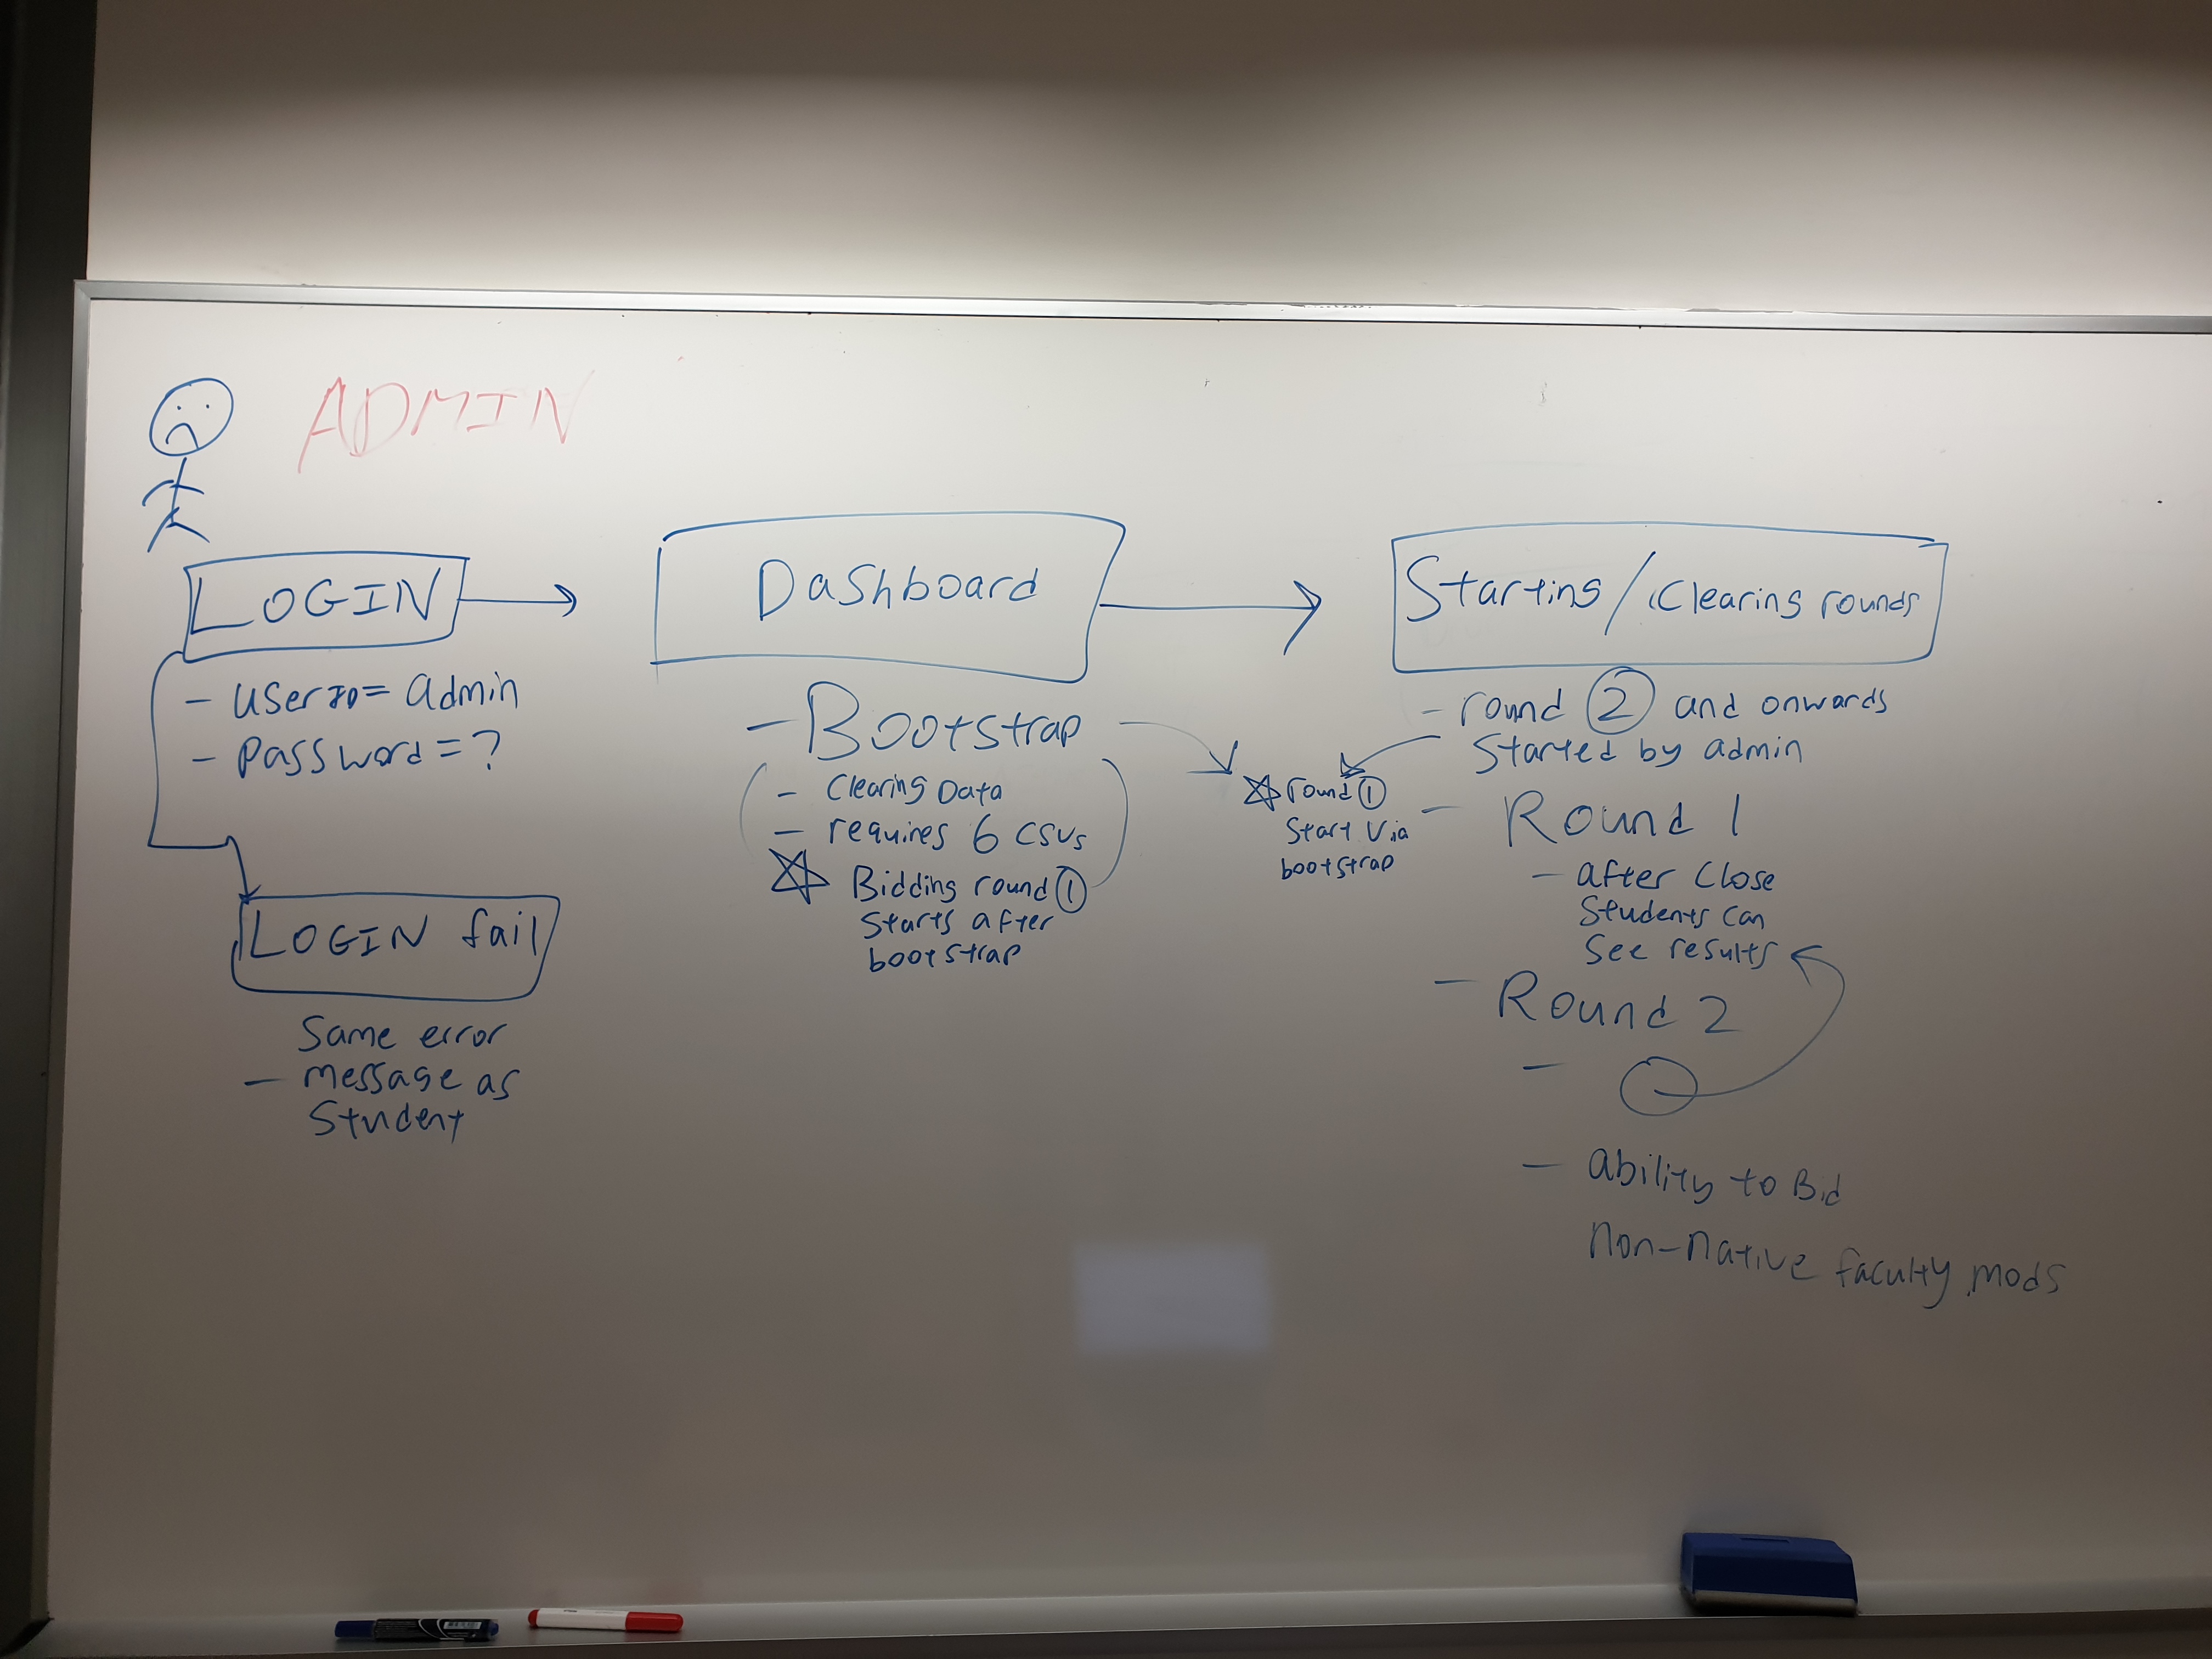 ADMIN
LOGIN
- userID = admin
- password = ?
LOGIN fail
Same error
- message as
Student
Dashboard
- Bootstrap
- Clearing Data
- requires 6 CSVs
☆ Bidding round ①
Starts after
bootstrap
☆ round ①
Start Via
bootstrap
Starting / Clearing rounds
- round ② and onwards
Started by admin
- Round 1
- after Close
Students can
See results
- Round 2
-
- ability to Bid
Non-native faculty mods